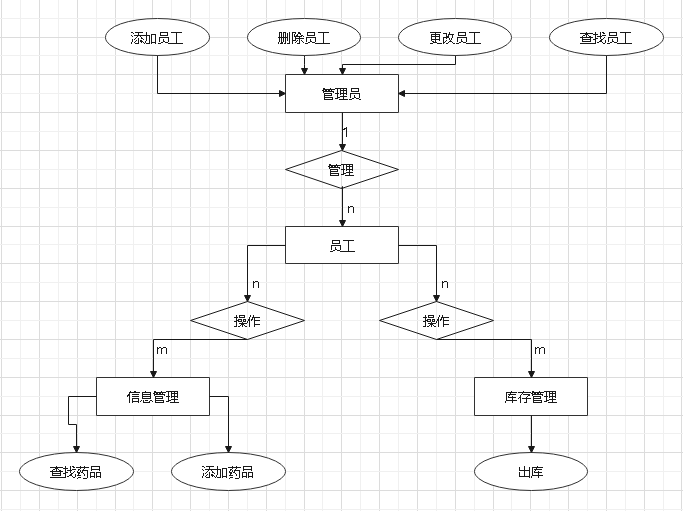 添加员工
删除员工
更改员工
查找员工
管理员
1
管理
n
员工
n
n
操作
操作
m
m
信息管理
库存管理
查找药品
添加药品
出库